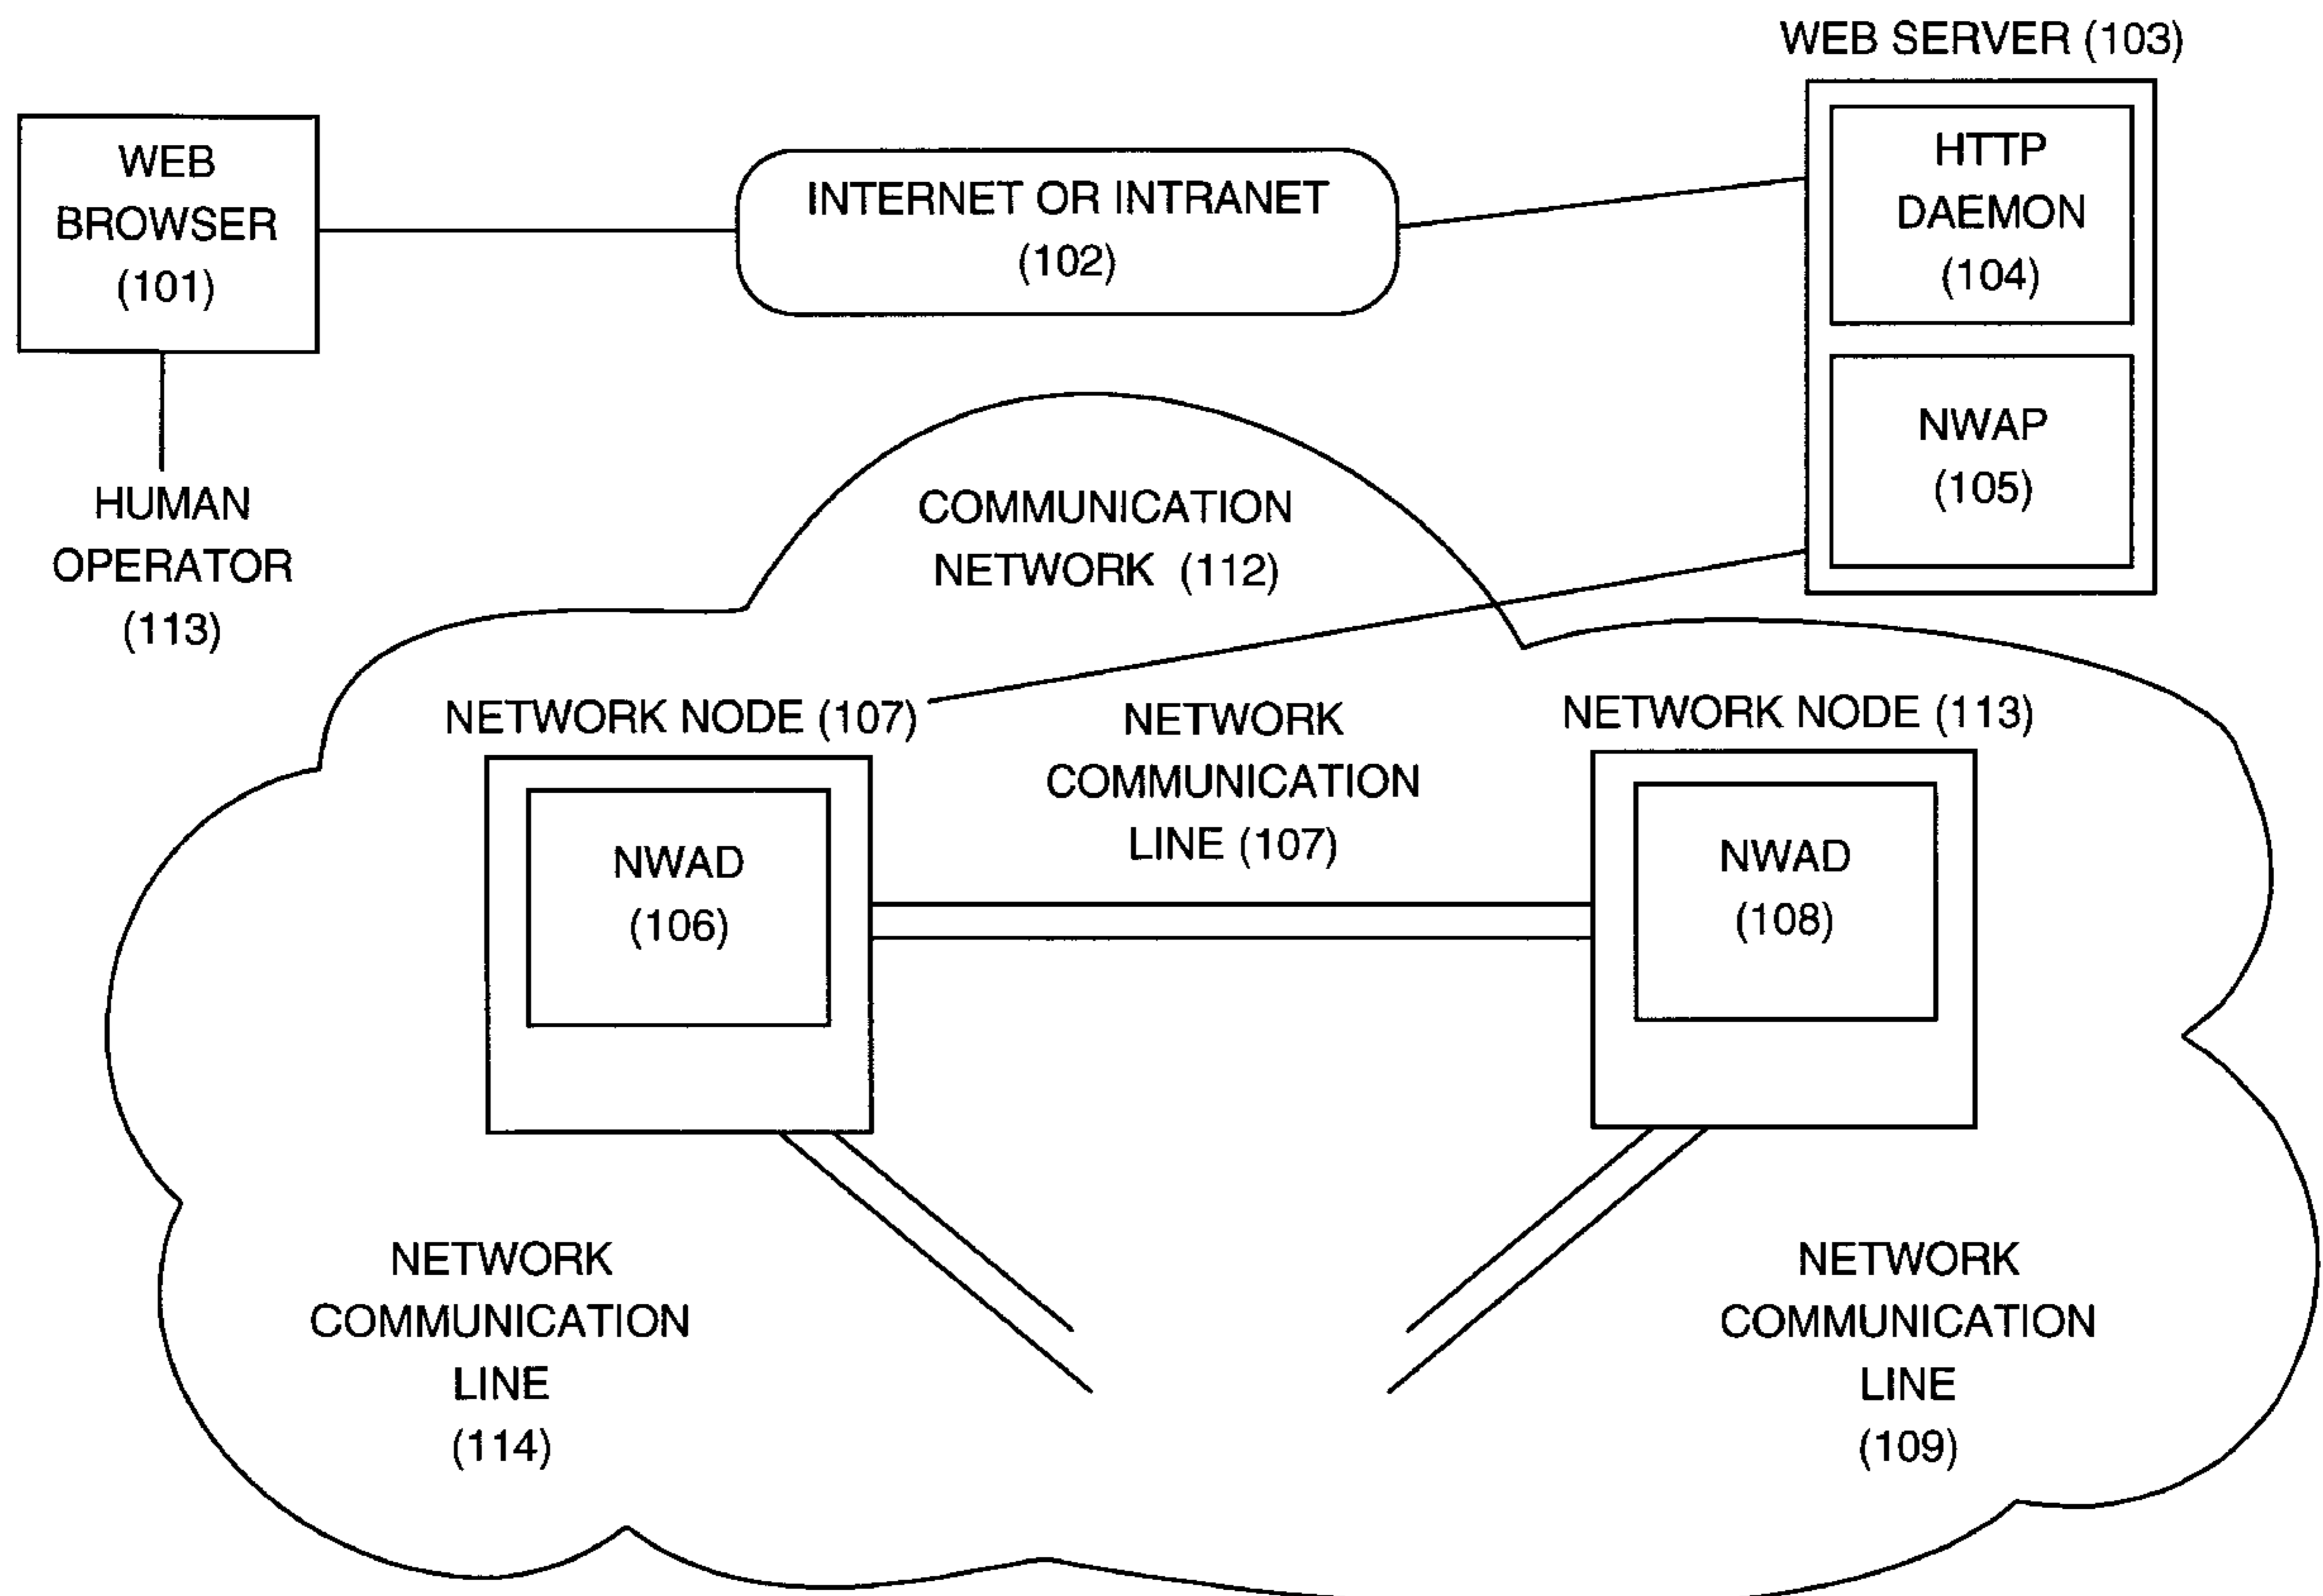 WEB SERVER (103)
WEB
BROWSER
(101)
INTERNET OR INTRANET
(102)
HTTP
DAEMON
(104)
NWAP
(105)
HUMAN
OPERATOR
(113)
COMMUNICATION
NETWORK (112)
NETWORK NODE (107)
NETWORK
COMMUNICATION
LINE (107)
NETWORK NODE (113)
NWAD
(106)
NWAD
(108)
NETWORK
COMMUNICATION
LINE
(114)
NETWORK
COMMUNICATION
LINE
(109)